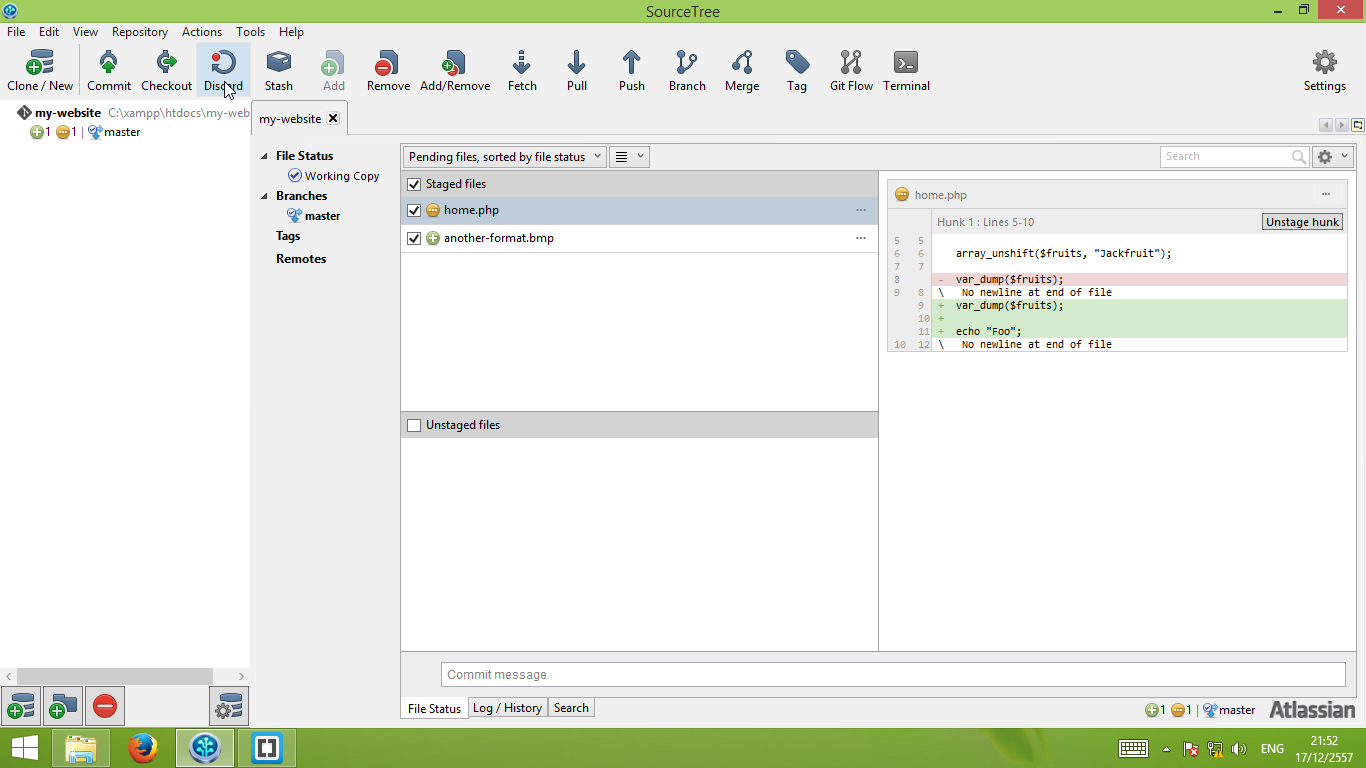 SourceTree
File Edit View Repository Actions Tools Help
Clone / New Commit Checkout Discard Stash Add Remove Add/Remove Fetch Pull Push Branch Merge Tag Git Flow Terminal Settings
my-website C:\xampp\htdocs\my-web
1 1 | master
my-website
File Status
Working Copy
Branches
master
Tags
Remotes
Pending files, sorted by file status
Search
Staged files
home.php
another-format.bmp
Unstaged files
home.php
Hunk 1 : Lines 5-10 Unstage hunk
5 5
6 6 array_unshift($fruits, "Jackfruit");
7 7
8 - var_dump($fruits);
9 8 \ No newline at end of file
9 + var_dump($fruits);
10 +
11 + echo "Foo";
10 12 \ No newline at end of file
Commit message
File Status Log / History Search
1 1 | master Atlassian
ENG
21:52
17/12/2557